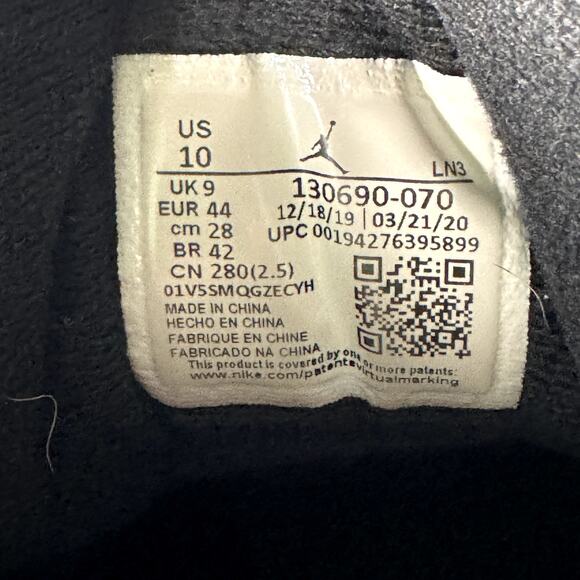 US
10
LN3
UK 9
130690-070
EUR 44
12/18/19 | 03/21/20
cm 28
UPC 00194276395899
BR 42
CN 280(2.5)
01V5SMQGZECYH
MADE IN CHINA
HECHO EN CHINA
FABRIQUE EN CHINE
FABRICADO NA CHINA
This product is covered by one or more patents:
www.nike.com/patentsvirtualmarking